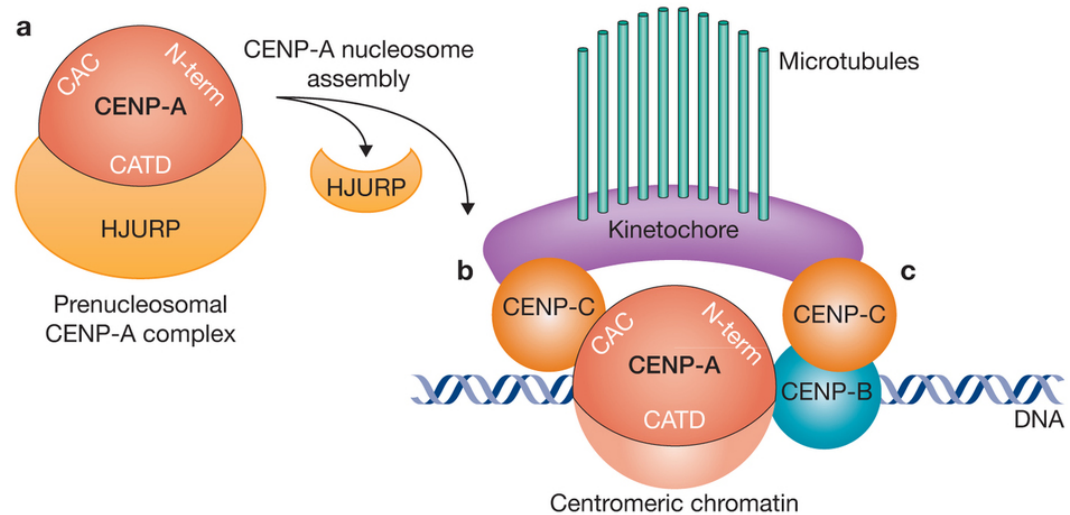 a
CAC
N-term
CENP-A
CATD
HJURP
Prenucleosomal
CENP-A complex
CENP-A nucleosome
assembly
HJURP
Microtubules
Kinetochore
b
c
CENP-C
CENP-C
CAC
N-term
CENP-A
CATD
CENP-B
DNA
Centromeric chromatin